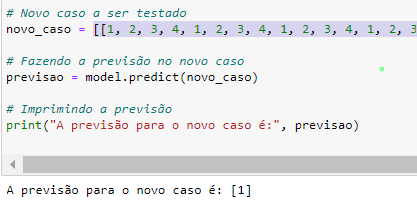 # Novo caso a ser testado
novo_caso = [[1, 2, 3, 4, 1, 2, 3, 4, 1, 2, 3, 4, 1, 2, 3
# Fazendo a previsão no novo caso
previsao = model.predict(novo_caso)
# Imprimindo a previsão
print("A previsão para o novo caso é:", previsao)
A previsão para o novo caso é: [1]